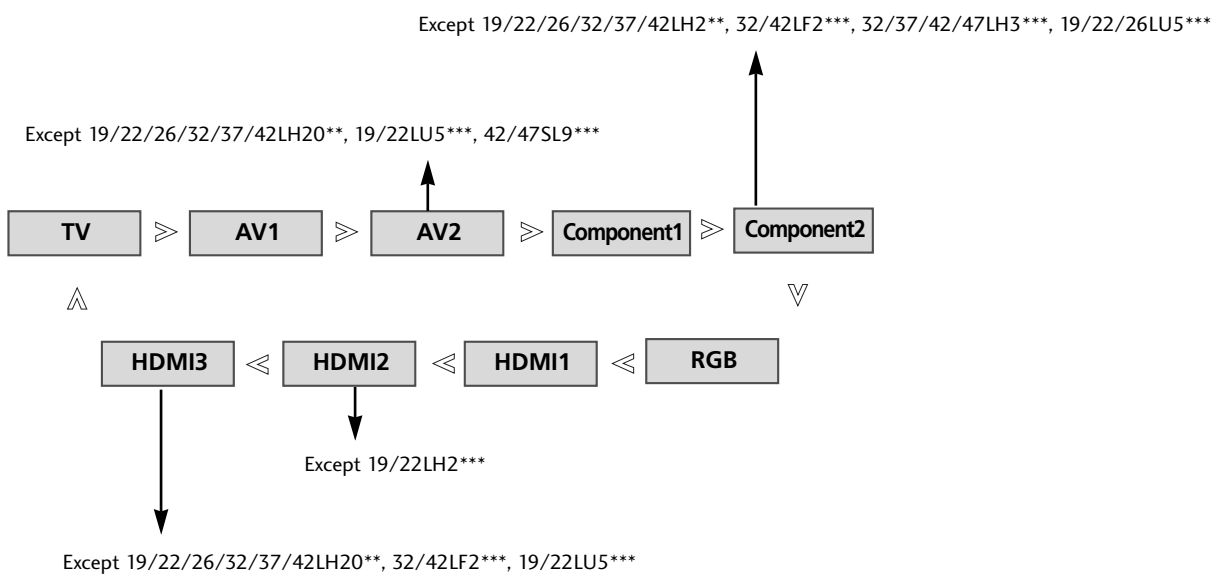 Except 19/22/26/32/37/42LH2**, 32/42LF2***, 32/37/42/47LH3***, 19/22/26LU5***
Except 19/22/26/32/37/42LH20**, 19/22LU5***, 42/47SL9***
TV
AV1
AV2
Component1
Component2
HDMI3
HDMI2
HDMI1
RGB
Except 19/22LH2***
Except 19/22/26/32/37/42LH20**, 32/42LF2***, 19/22LU5***